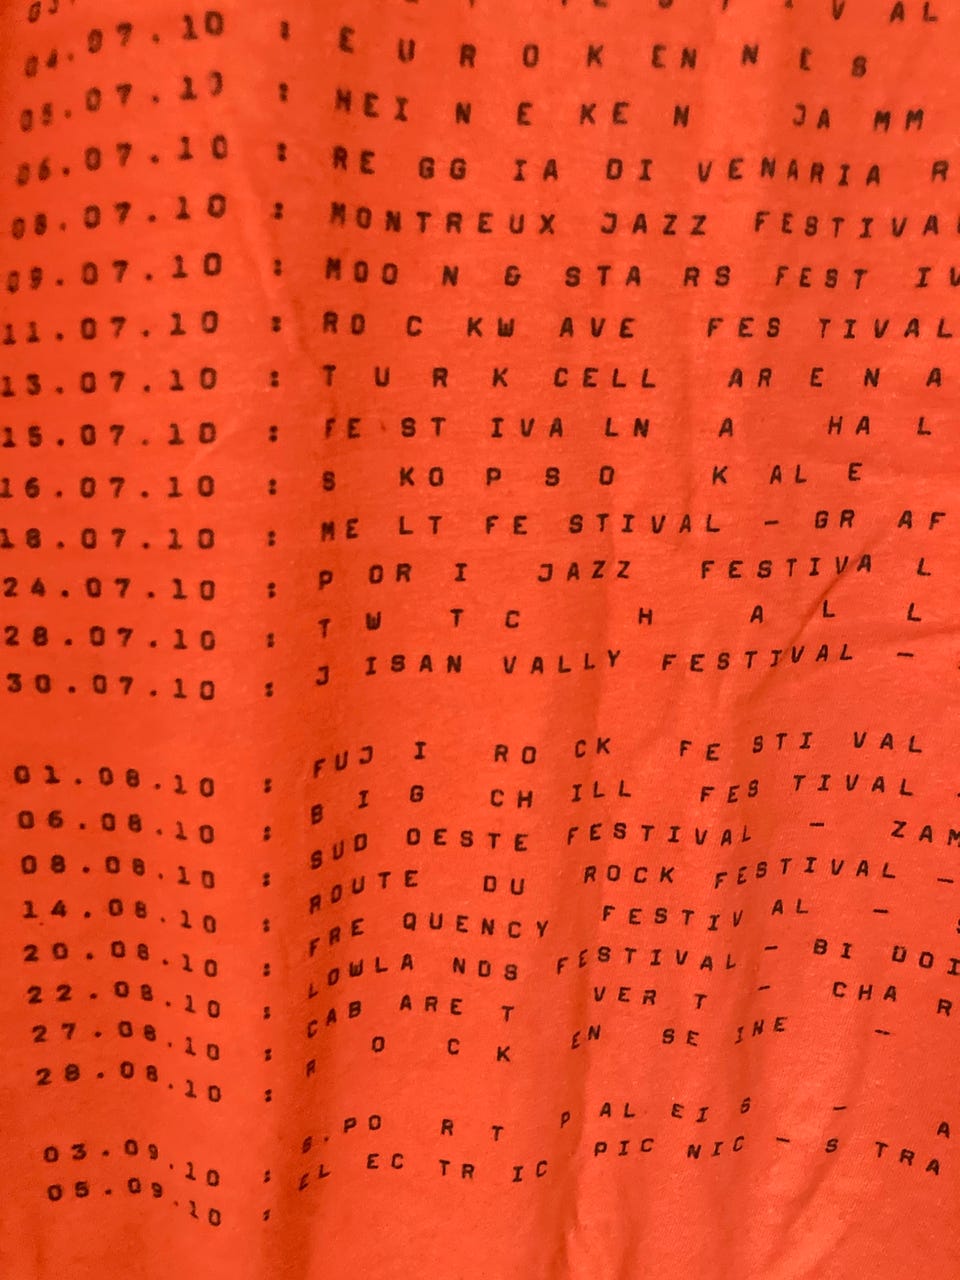 FESTIVAL
04.07.10 : EUROKENNES
05.07.10 : HEINEKEN JAMM
06.07.10 : REGGIA DI VENARIA R
08.07.10 : MONTREUX JAZZ FESTIVAL
09.07.10 : MOON & STARS FESTIV
11.07.10 : ROCKWAVE FESTIVAL
13.07.10 : TURKCELL ARENA
15.07.10 : FESTIVALNA HAL
16.07.10 : SKOPSO KALE
18.07.10 : MELT FESTIVAL - GRAF
24.07.10 : PORI JAZZ FESTIVAL
28.07.10 : TWTC HALL
30.07.10 : JISAN VALLY FESTIVAL -
01.08.10 : FUJI ROCK FESTIVAL
06.08.10 : BIG CHILL FESTIVAL
08.08.10 : SUDOESTE FESTIVAL - ZAM
14.08.10 : ROUTE DU ROCK FESTIVAL -
20.08.10 : FREQUENCY FESTIVAL -
22.08.10 : LOWLANDS FESTIVAL - BIDDI
27.08.10 : CABARET VERT - CHAR
28.08.10 : ROCK EN SEINE -
03.09.10 : S.PORTPALEIS - A
05.09.10 : ELECTRIC PICNIC - STRA